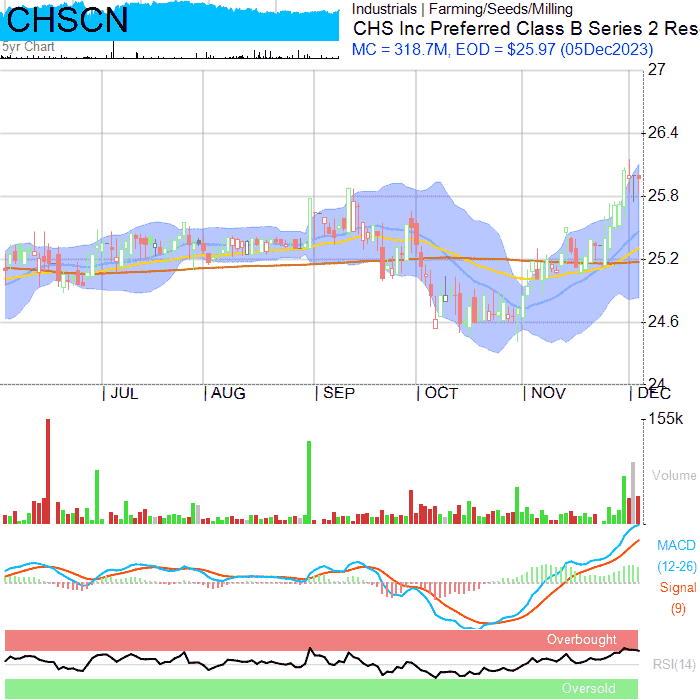 CHSCN
5yr Chart
Industrials | Farming/Seeds/Milling
CHS Inc Preferred Class B Series 2 Res
MC = 318.7M, EOD = $25.97 (05Dec2023)
27
26.4
25.8
25.2
24.6
24
JUL AUG SEP OCT NOV DEC
155k
Volume
MACD
(12-26)
Signal
(9)
Overbought
RSI(14)
Oversold